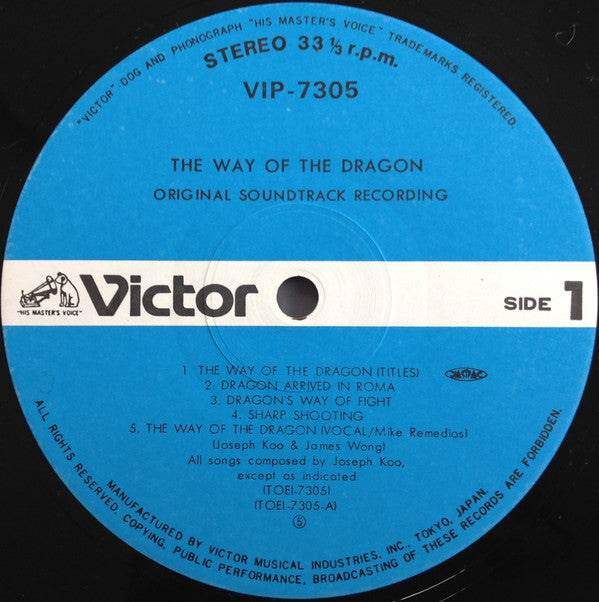 "VICTOR" DOG AND PHONOGRAPH "HIS MASTER'S VOICE" TRADEMARKS REGISTERED.
STEREO 33 ⅓ r.p.m.
VIP-7305
THE WAY OF THE DRAGON
ORIGINAL SOUNDTRACK RECORDING
"HIS MASTER'S VOICE"
Victor
SIDE 1
1 THE WAY OF THE DRAGON (TITLES)
2. DRAGON ARRIVED IN ROMA
3. DRAGON'S WAY OF FIGHT
4. SHARP SHOOTING
5. THE WAY OF THE DRAGON (VOCAL/Mike Remedios)
(Joseph Koo & James Wong)
All songs composed by Joseph Koo,
except as indicated
(TOEI-7305)
(TOEI-7305-A)
⑤
MANUFACTURED BY VICTOR MUSICAL INDUSTRIES, INC., TOKYO, JAPAN.
ALL RIGHTS RESERVED. COPYING, PUBLIC PERFORMANCE, BROADCASTING OF THESE RECORDS ARE FORBIDDEN.